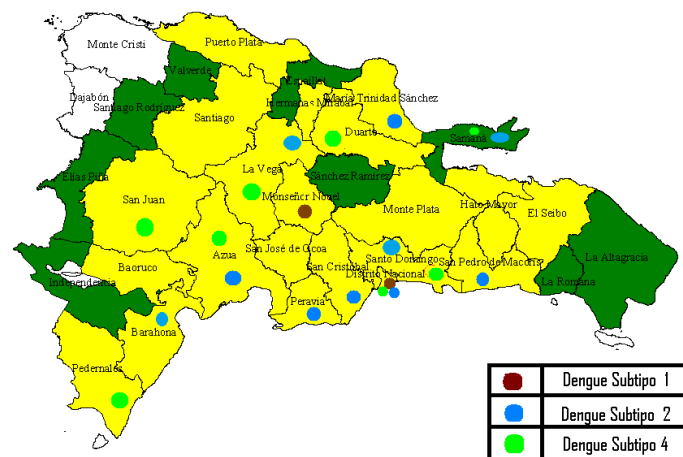 Monte Cristi
Puerto Plata
Valverde
Espaillat
Dajabón
Santiago Rodríguez
Hermanas Mirabal
María Trinidad Sánchez
Santiago
Duarte
Samaná
La Vega
Sánchez Ramírez
Elías Piña
San Juan
Monseñor Nouel
Monte Plata
Hato Mayor
El Seibo
San José de Ocoa
Azua
Baoruco
San Cristóbal
Santo Domingo
San Pedro de Macorís
La Altagracia
Distrito Nacional
Independencia
La Romana
Peravia
Barahona
Pedernales
Dengue Subtipo 1
Dengue Subtipo 2
Dengue Subtipo 4